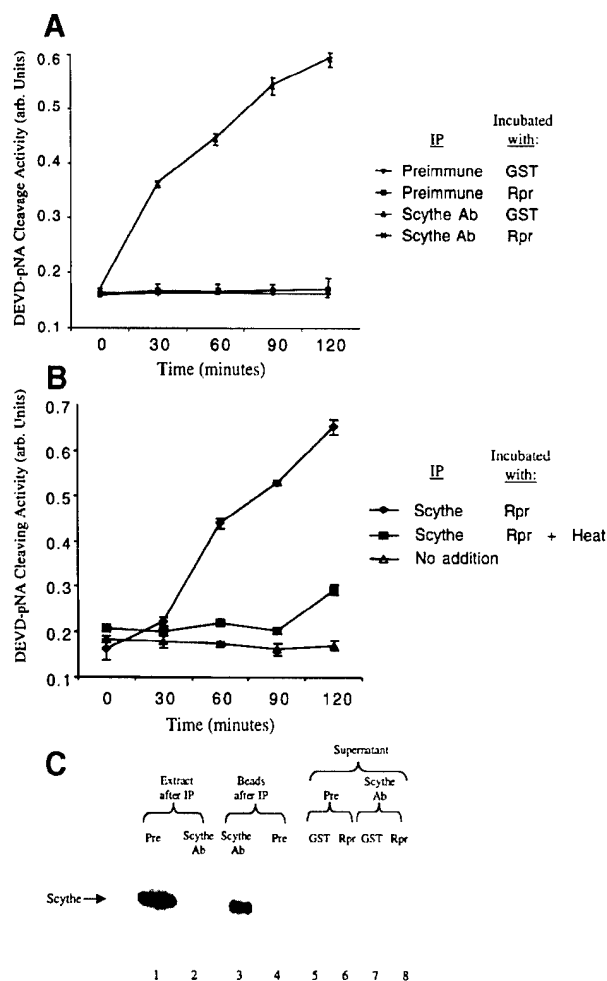 A
DEVD-pNA Cleavage Activity (arb. Units)
0.6
0.5
0.4
0.3
0.2
0.1
0 30 60 90 120
Time (minutes)
IP Incubated with:
Preimmune GST
Preimmune Rpr
Scythe Ab GST
Scythe Ab Rpr
B
DEVD-pNA Cleaving Activity (arb. Units)
0.7
0.6
0.5
0.4
0.3
0.2
0.1
0 30 60 90 120
Time (minutes)
IP Incubated with:
Scythe Rpr
Scythe Rpr + Heat
No addition
C
Supernatant
Extract after IP
Beads after IP
Pre
Scythe Ab
Pre
Scythe Ab
Scythe Ab
Pre
GST Rpr GST Rpr
Scythe
1 2 3 4 5 6 7 8